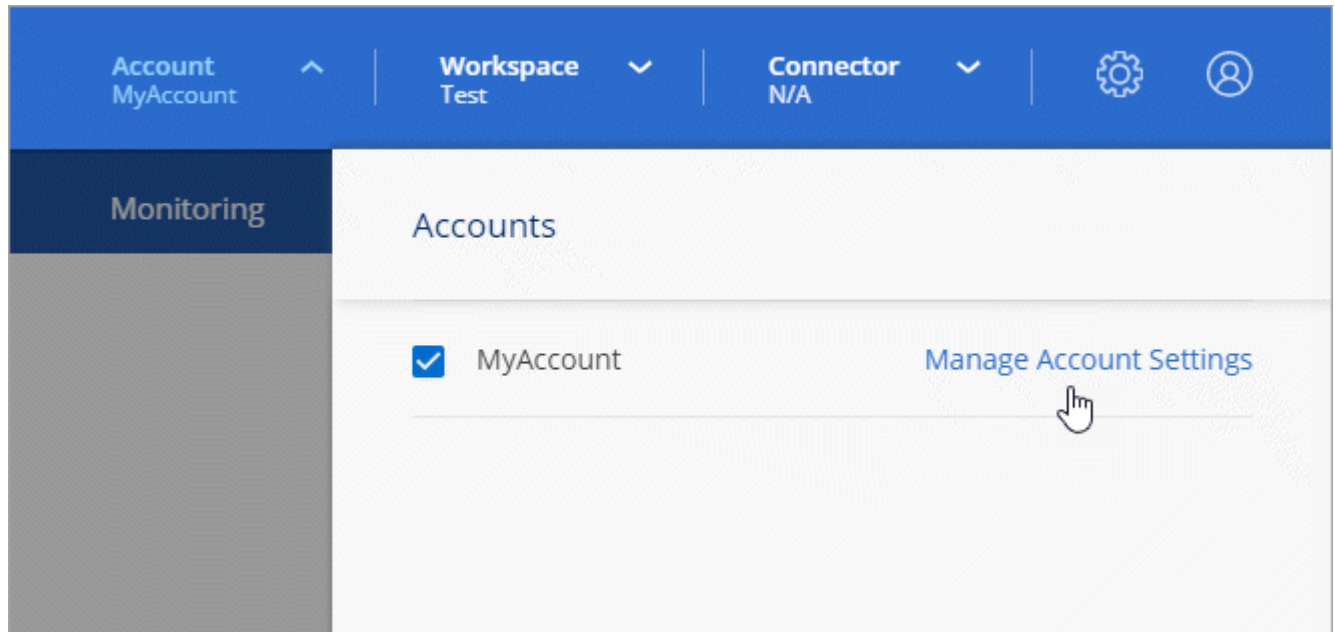 Account
MyAccount
Workspace
Test
Connector
N/A
Monitoring
Accounts
MyAccount
Manage Account Settings